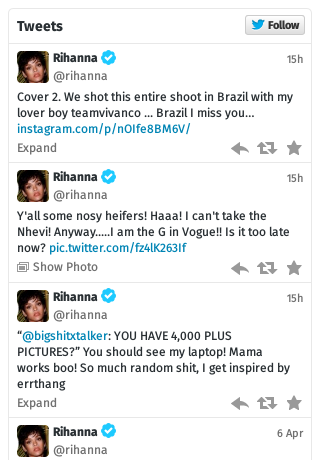 Tweets
Follow
Rihanna
15h
@rihanna
Cover 2. We shot this entire shoot in Brazil with my
lover boy teamvivanco ... Brazil I miss you...
instagram.com/p/nOIfe8BM6V/
Expand
Rihanna
15h
@rihanna
Y'all some nosy heifers! Haaa! I can't take the
Nhevi! Anyway.....I am the G in Vogue!! Is it too late
now? pic.twitter.com/fz4lK263If
Show Photo
Rihanna
15h
@rihanna
“@bigshitxtalker: YOU HAVE 4,000 PLUS
PICTURES?” You should see my laptop! Mama
works boo! So much random shit, I get inspired by
errthang
Expand
Rihanna
6 Apr
@rihanna